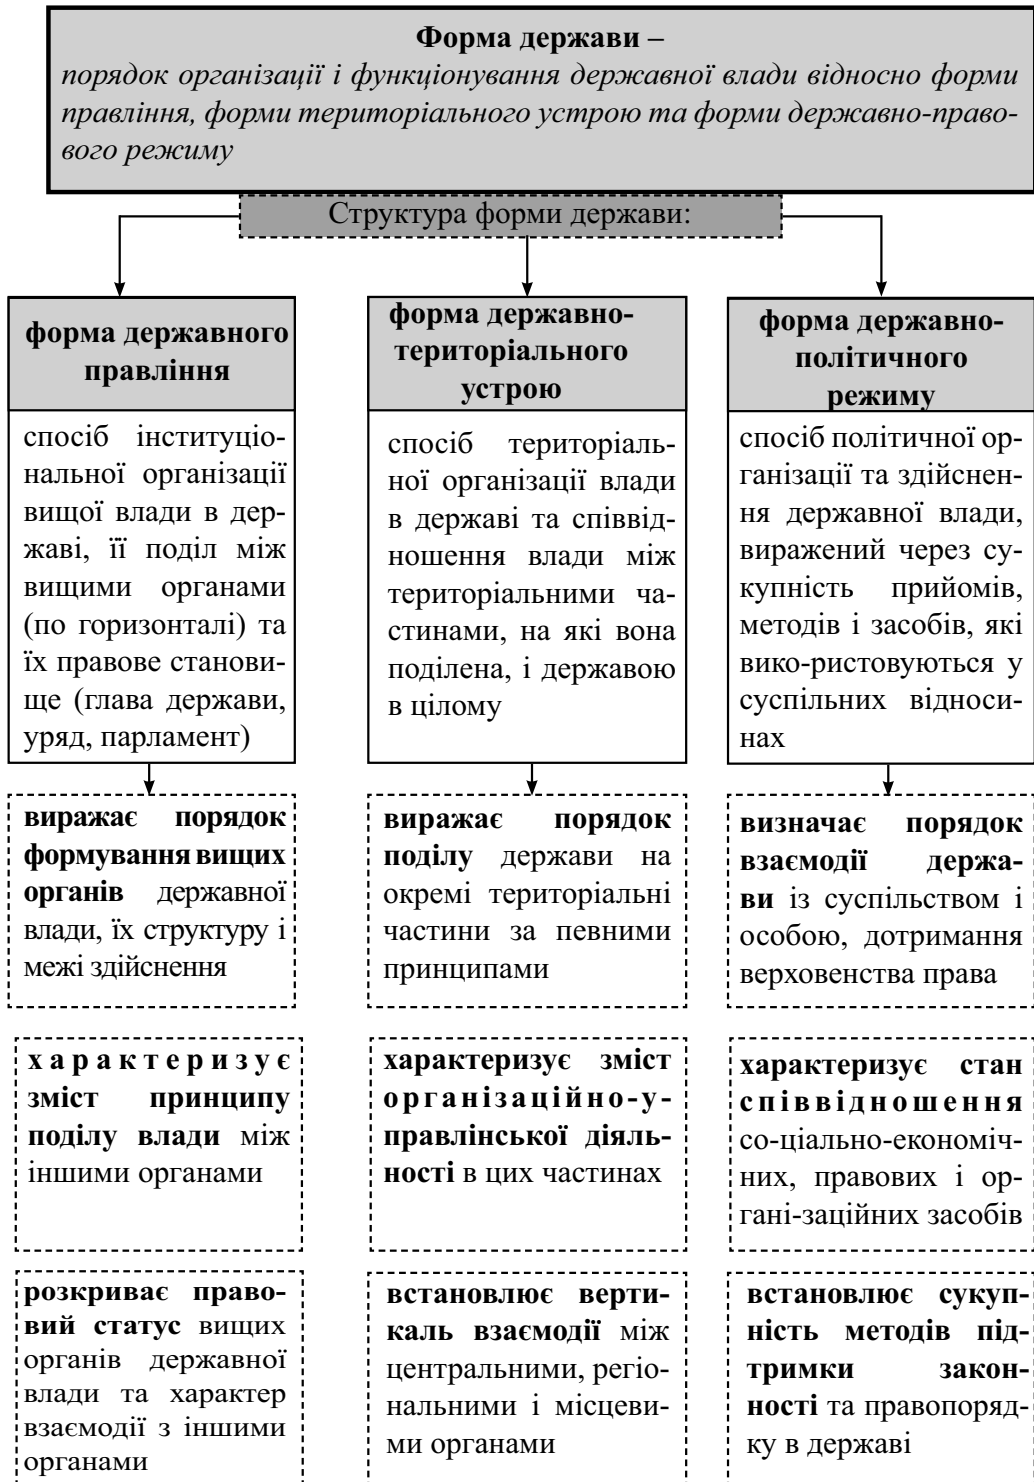 Форма держави –
порядок організації і функціонування державної влади відносно форми
правління, форми територіального устрою та форми державно-право-
вого режиму
Структура форми держави:
форма державного
правління
спосіб інституціо-
нальної організації
вищої влади в дер-
жаві, її поділ між
вищими органами
(по горизонталі) та
їх правове станови-
ще (глава держави,
уряд, парламент)
виражає порядок
формування вищих
органів державної
влади, їх структуру і
межі здійснення
характеризує
зміст принципу
поділу влади між
іншими органами
розкриває право-
вий статус вищих
органів державної
влади та характер
взаємодії з іншими
органами
форма державно-
територіального
устрою
спосіб територіаль-
ної організації влади
в державі та співвід-
ношення влади між
територіальними ча-
стинами, на які вона
поділена, і державою
в цілому
виражає порядок
поділу держави на
окремі територіальні
частини за певними
принципами
характеризує зміст
організаційно-у-
правлінської діяль-
ності в цих частинах
встановлює верти-
каль взаємодії між
центральними, регіо-
нальними і місцеви-
ми органами
форма державно-
політичного
режиму
спосіб політичної ор-
ганізації та здійснен-
ня державної влади,
виражений через су-
купність прийомів,
методів і засобів, які
вико-ристовуються у
суспільних відноси-
нах
визначає порядок
взаємодії держа-
ви із суспільством і
особою, дотримання
верховенства права
характеризує стан
співвідношення
со-ціально-економіч-
них, правових і ор-
гані-заційних засобів
встановлює сукуп-
ність методів під-
тримки закон-
ності та правопоряд-
ку в державі